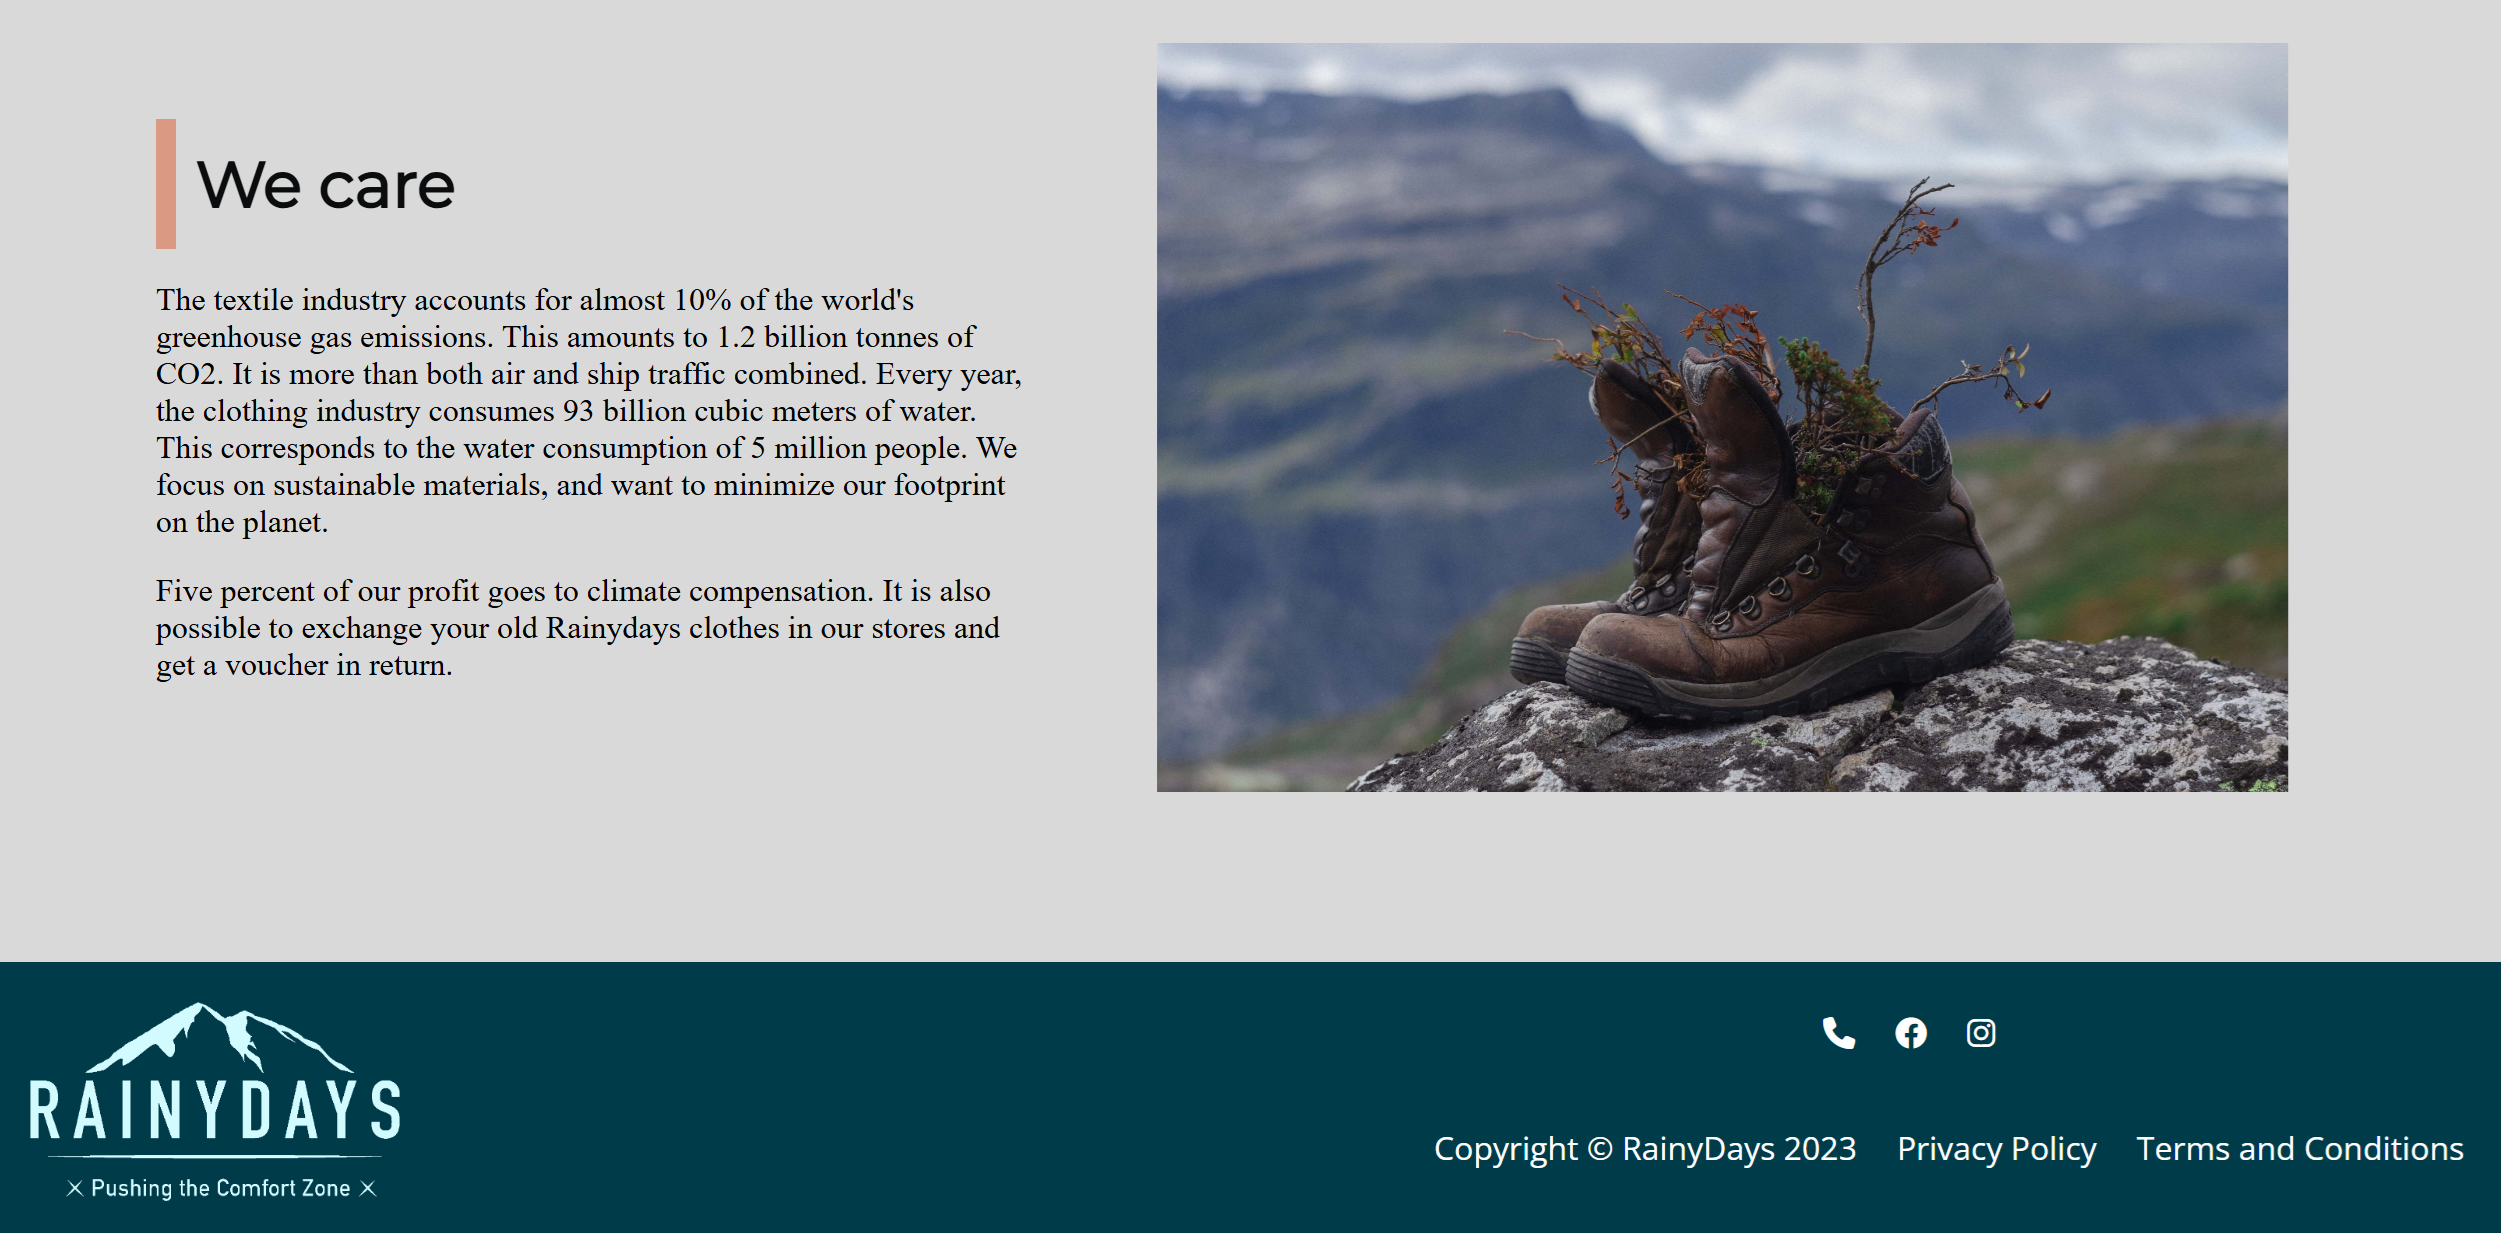 We care
The textile industry accounts for almost 10% of the world's
greenhouse gas emissions. This amounts to 1.2 billion tonnes of
CO2. It is more than both air and ship traffic combined. Every year,
the clothing industry consumes 93 billion cubic meters of water.
This corresponds to the water consumption of 5 million people. We
focus on sustainable materials, and want to minimize our footprint
on the planet.
Five percent of our profit goes to climate compensation. It is also
possible to exchange your old Rainydays clothes in our stores and
get a voucher in return.
RAINYDAYS
Pushing the Comfort Zone
Copyright © RainyDays 2023 Privacy Policy Terms and Conditions